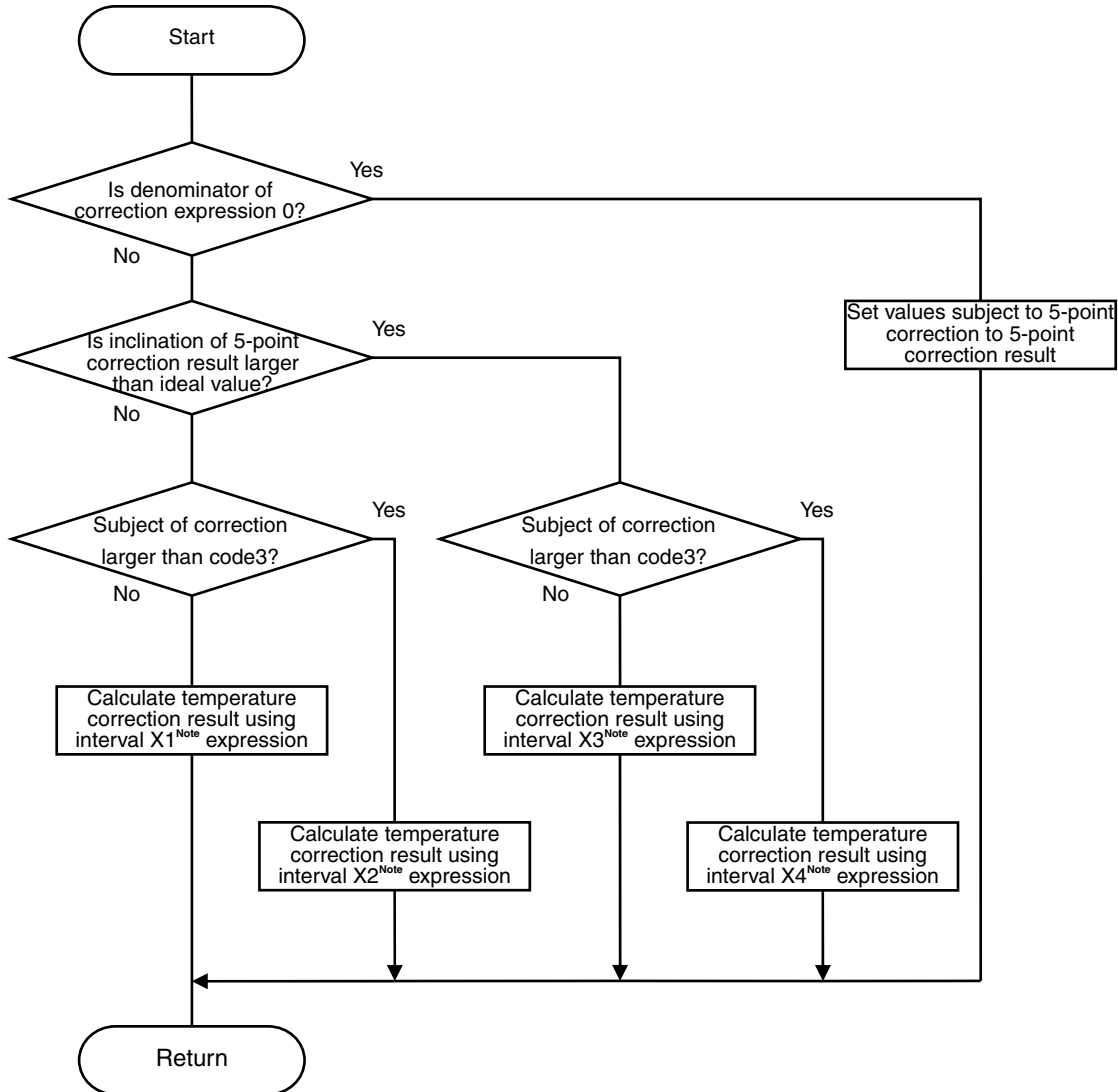 Start
Yes
Is denominator of
correction expression 0?
No
Set values subject to 5-point
correction to 5-point
correction result
Yes
Is inclination of 5-point
correction result larger
than ideal value?
No
Yes
Subject of correction
larger than code3?
No
Yes
Subject of correction
larger than code3?
No
Calculate temperature
correction result using
interval X1Note expression
Calculate temperature
correction result using
interval X3Note expression
Calculate temperature
correction result using
interval X2Note expression
Calculate temperature
correction result using
interval X4Note expression
Return